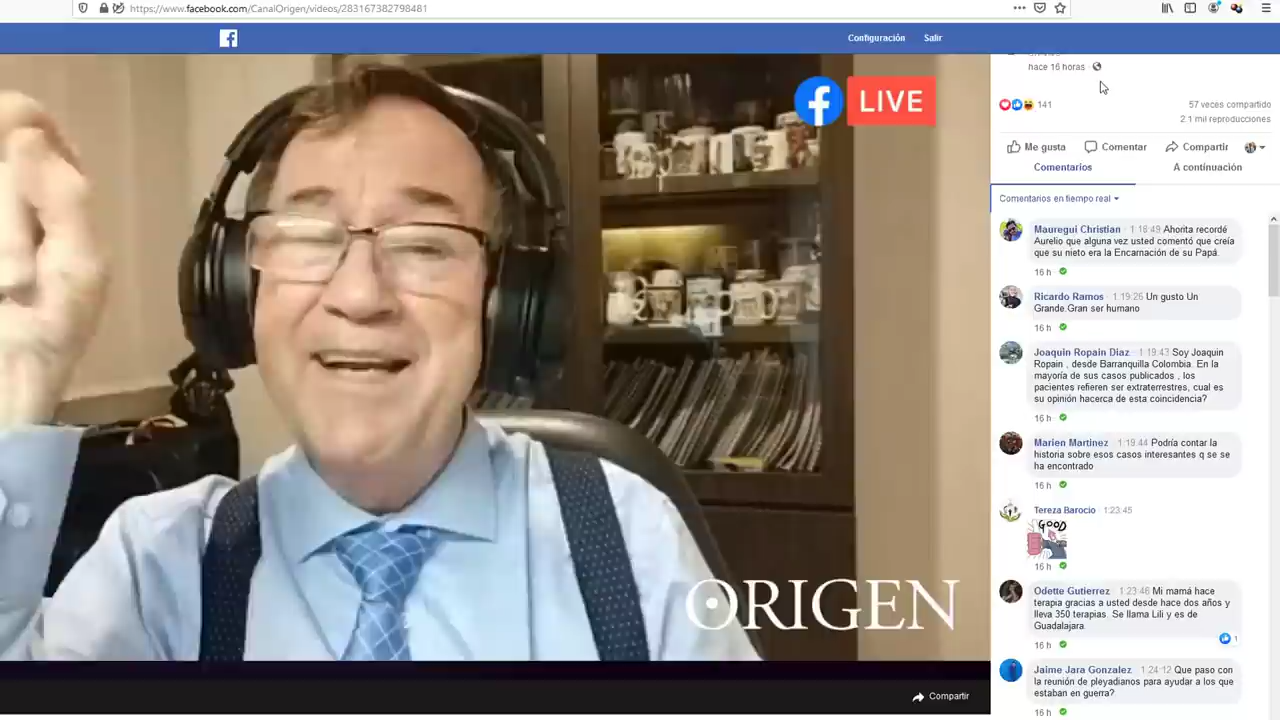 https://www.facebook.com/CanalOrigen/videos/283167382798481
Configuración Salir
LIVE
ORIGEN
Compartir
hace 16 horas ·
141
57 veces compartido
2.1 mil reproducciones
Me gusta Comentar Compartir
Comentarios A continuación
Comentarios en tiempo real
Mauregui Christian · 1:18:49 Ahorita recordé
Aurelio que alguna vez usted comentó que creía
que su nieto era la Encarnación de su Papá.
16 h
Ricardo Ramos · 1:19:26 Un gusto Un
Grande.Gran ser humano
16 h
Joaquin Ropain Diaz · 1:19:43 Soy Joaquin
Ropain , desde Barranquilla Colombia. En la
mayoría de sus casos publicados , los
pacientes refieren ser extraterrestres, cual es
su opinión hacerca de esta coincidencia?
16 h
Marien Martinez · 1:19:44 Podría contar la
historia sobre esos casos interesantes q se se
ha encontrado
16 h
Tereza Barocio · 1:23:45
GOOD
16 h
Odette Gutierrez · 1:23:46 Mi mamá hace
terapia gracias a usted desde hace dos años y
lleva 350 terapias. Se llama Lili y es de
Guadalajara.
1
16 h
Jaime Jara Gonzalez · 1:24:12 Que paso con
la reunión de pleyadianos para ayudar a los que
estaban en guerra?
16 h